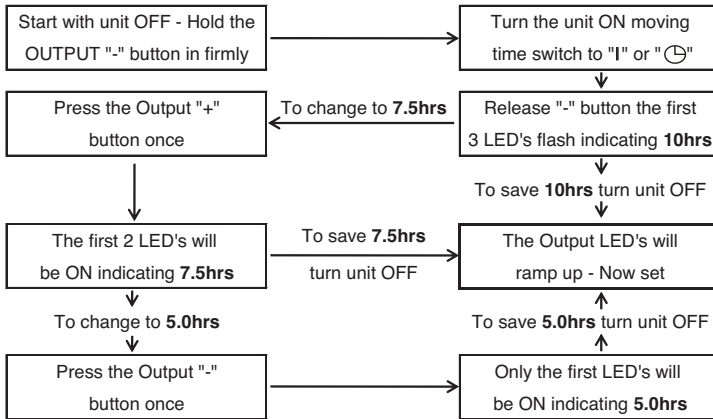 Start with unit OFF - Hold the
OUTPUT "-" button in firmly
Turn the unit ON moving
time switch to "I" or " "
Press the Output "+"
button once
To change to 7.5hrs
Release "-" button the first
3 LED's flash indicating 10hrs
To save 10hrs turn unit OFF
The first 2 LED's will
be ON indicating 7.5hrs
To save 7.5hrs
turn unit OFF
The Output LED's will
ramp up - Now set
To change to 5.0hrs
To save 5.0hrs turn unit OFF
Press the Output "-"
button once
Only the first LED's will
be ON indicating 5.0hrs